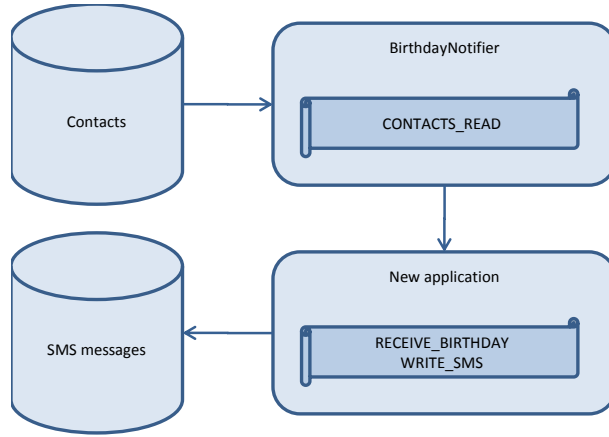 BirthdayNotifier
Contacts
CONTACTS_READ
New application
SMS messages
RECEIVE_BIRTHDAY
WRITE_SMS